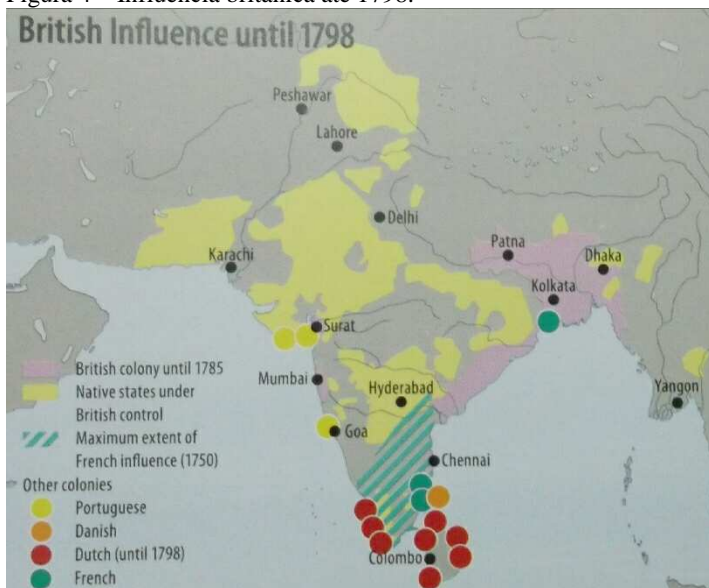 Figura 4 – Influência britânica até 1798.
British Influence until 1798
Peshawar
Lahore
Delhi
Karachi
Patna
Dhaka
Kolkata
Surat
Mumbai
Hyderabad
Yangon
Goa
Chennai
Colombo
British colony until 1785
Native states under
British control
Maximum extent of
French influence (1750)
Other colonies
Portuguese
Danish
Dutch (until 1798)
French